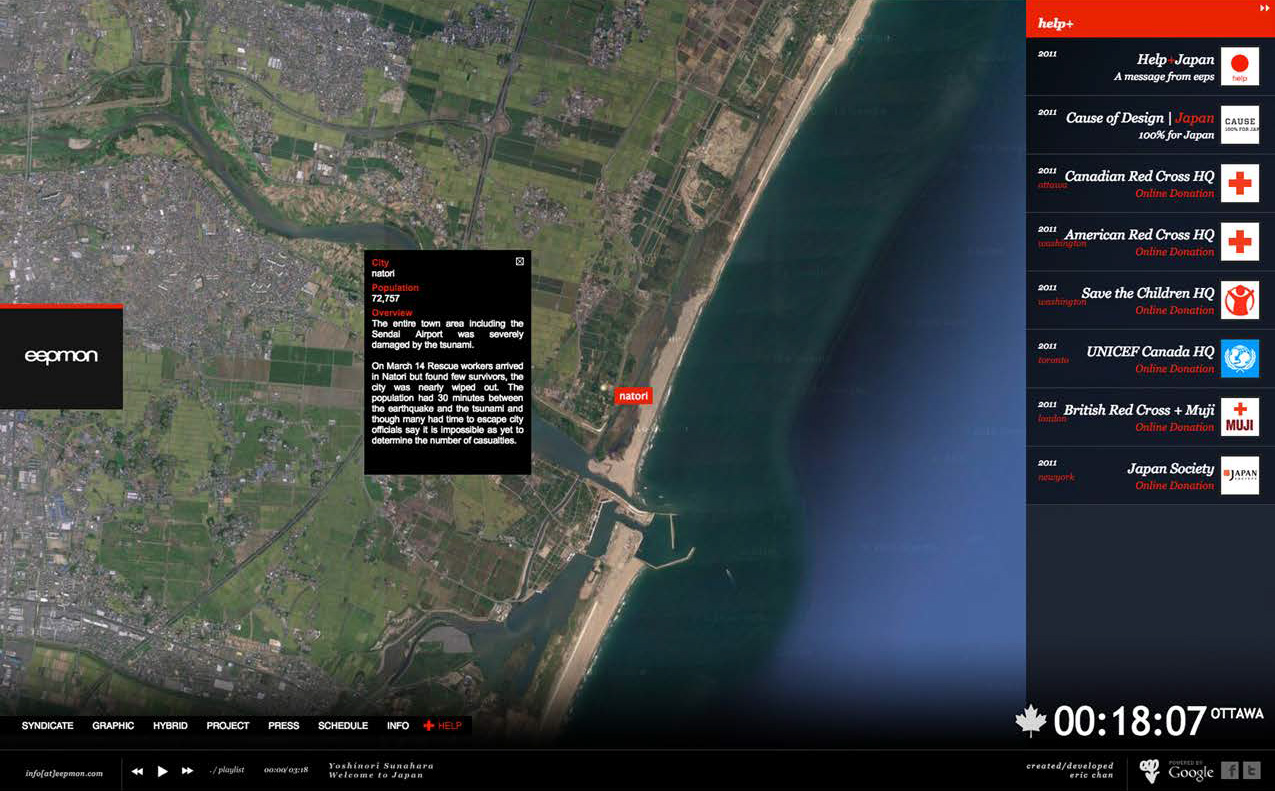 help+
2011
Help+Japan
A message from eeps
help
2011
Cause of Design | Japan
100% for Japan
CAUSE
100% FOR JAP
2011
ottawa
Canadian Red Cross HQ
Online Donation
2011
washington
American Red Cross HQ
Online Donation
2011
washington
Save the Children HQ
Online Donation
2011
toronto
UNICEF Canada HQ
Online Donation
2011
london
British Red Cross + Muji
Online Donation
MUJI
2011
newyork
Japan Society
Online Donation
JAPAN
SOCIETY
City
natori
Population
72,757
Overview
The entire town area including the
Sendai Airport was severely
damaged by the tsunami.
On March 14 Rescue workers arrived
in Natori but found few survivors, the
city was nearly wiped out. The
population had 30 minutes between
the earthquake and the tsunami and
though many had time to escape city
officials say it is impossible as yet to
determine the number of casualties.
eepmon
natori
SYNDICATE GRAPHIC HYBRID PROJECT PRESS SCHEDULE INFO HELP
00:18:07 OTTAWA
info[at]eepmon.com
./playlist
00:00/03:18
Yoshinori Sunahara
Welcome to Japan
created/developed
eric chan
POWERED BY
Google